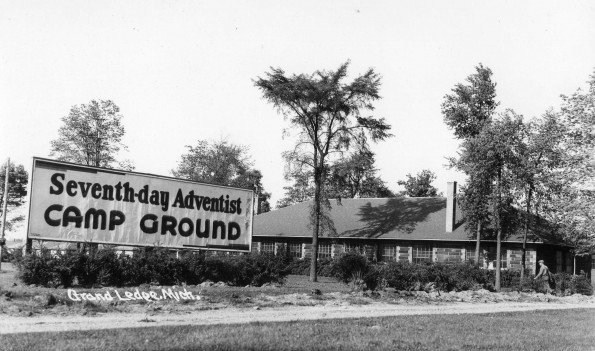 Seventh-day Adventist
CAMP GROUND
Grand Ledge, Mich.